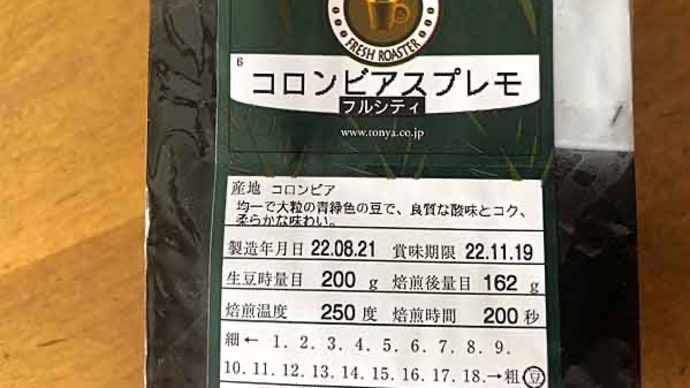 FRESH ROASTER
6
コロンビアスプレモ
フルシティ
www.tonya.co.jp
産地 コロンビア
均一で大粒の青緑色の豆で、良質な酸味とコク、
柔らかな味わい。
製造年月日 22.08.21 賞味期限 22.11.19
生豆時量目 200 g 焙煎後量目 162 g
焙煎温度 250 度 焙煎時間 200 秒
細← 1. 2. 3. 4. 5. 6. 7. 8. 9.
10. 11. 12. 13. 14. 15. 16. 17. 18. →粗 豆